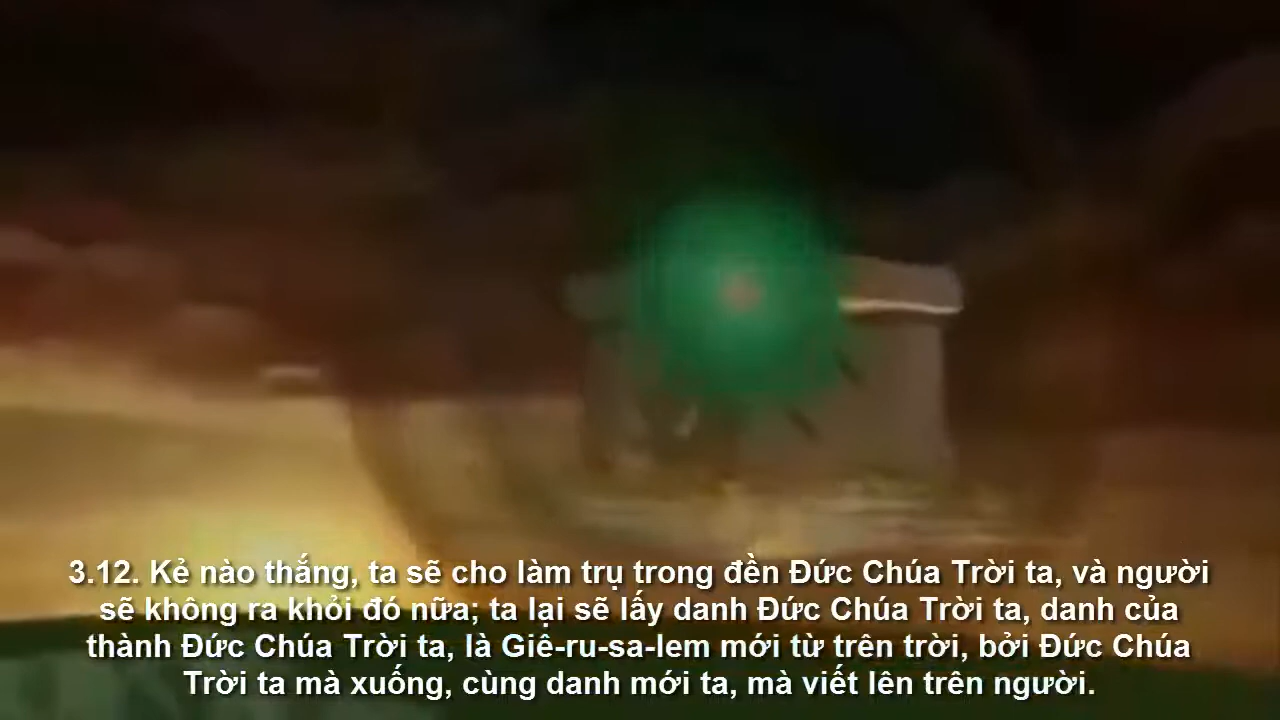 3.12. Kẻ nào thắng, ta sẽ cho làm trụ trong đền Đức Chúa Trời ta, và người
sẽ không ra khỏi đó nữa; ta lại sẽ lấy danh Đức Chúa Trời ta, danh của
thành Đức Chúa Trời ta, là Giê-ru-sa-lem mới từ trên trời, bởi Đức Chúa
Trời ta mà xuống, cùng danh mới ta, mà viết lên trên người.